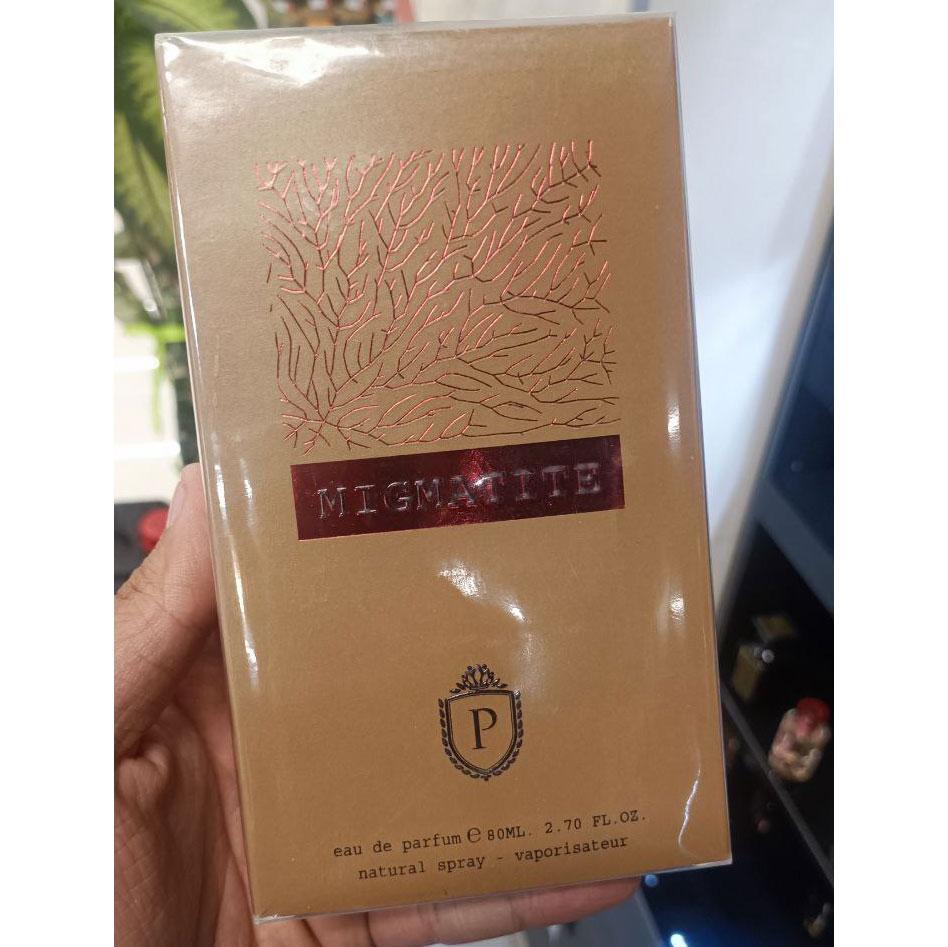 MIGMATITE
P
eau de parfum ℮ 80ML. 2.70 FL.OZ.
natural spray - vaporisateur